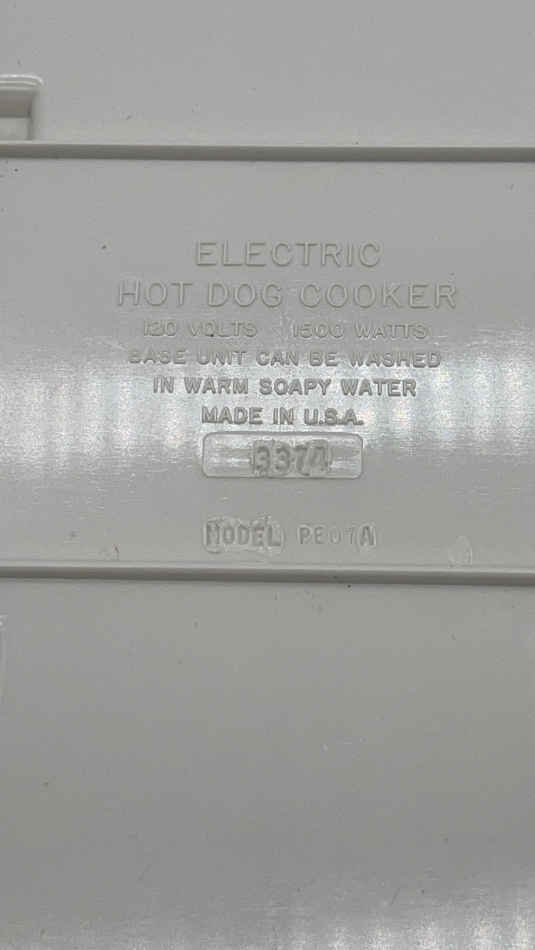 ELECTRIC
HOT DOG COOKER
120 VOLTS 1500 WATTS
BASE UNIT CAN BE WASHED
IN WARM SOAPY WATER
MADE IN U.S.A.
3374
MODEL PE07A